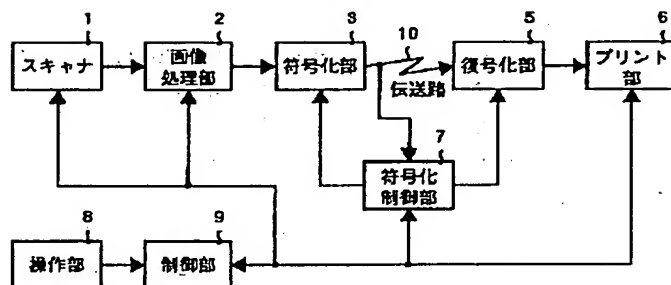 1
2
3
10
5
6
スキャナ
画像
処理部
符号化部
伝送路
復号化部
プリント
部
7
符号化
制御部
8
9
操作部
制御部